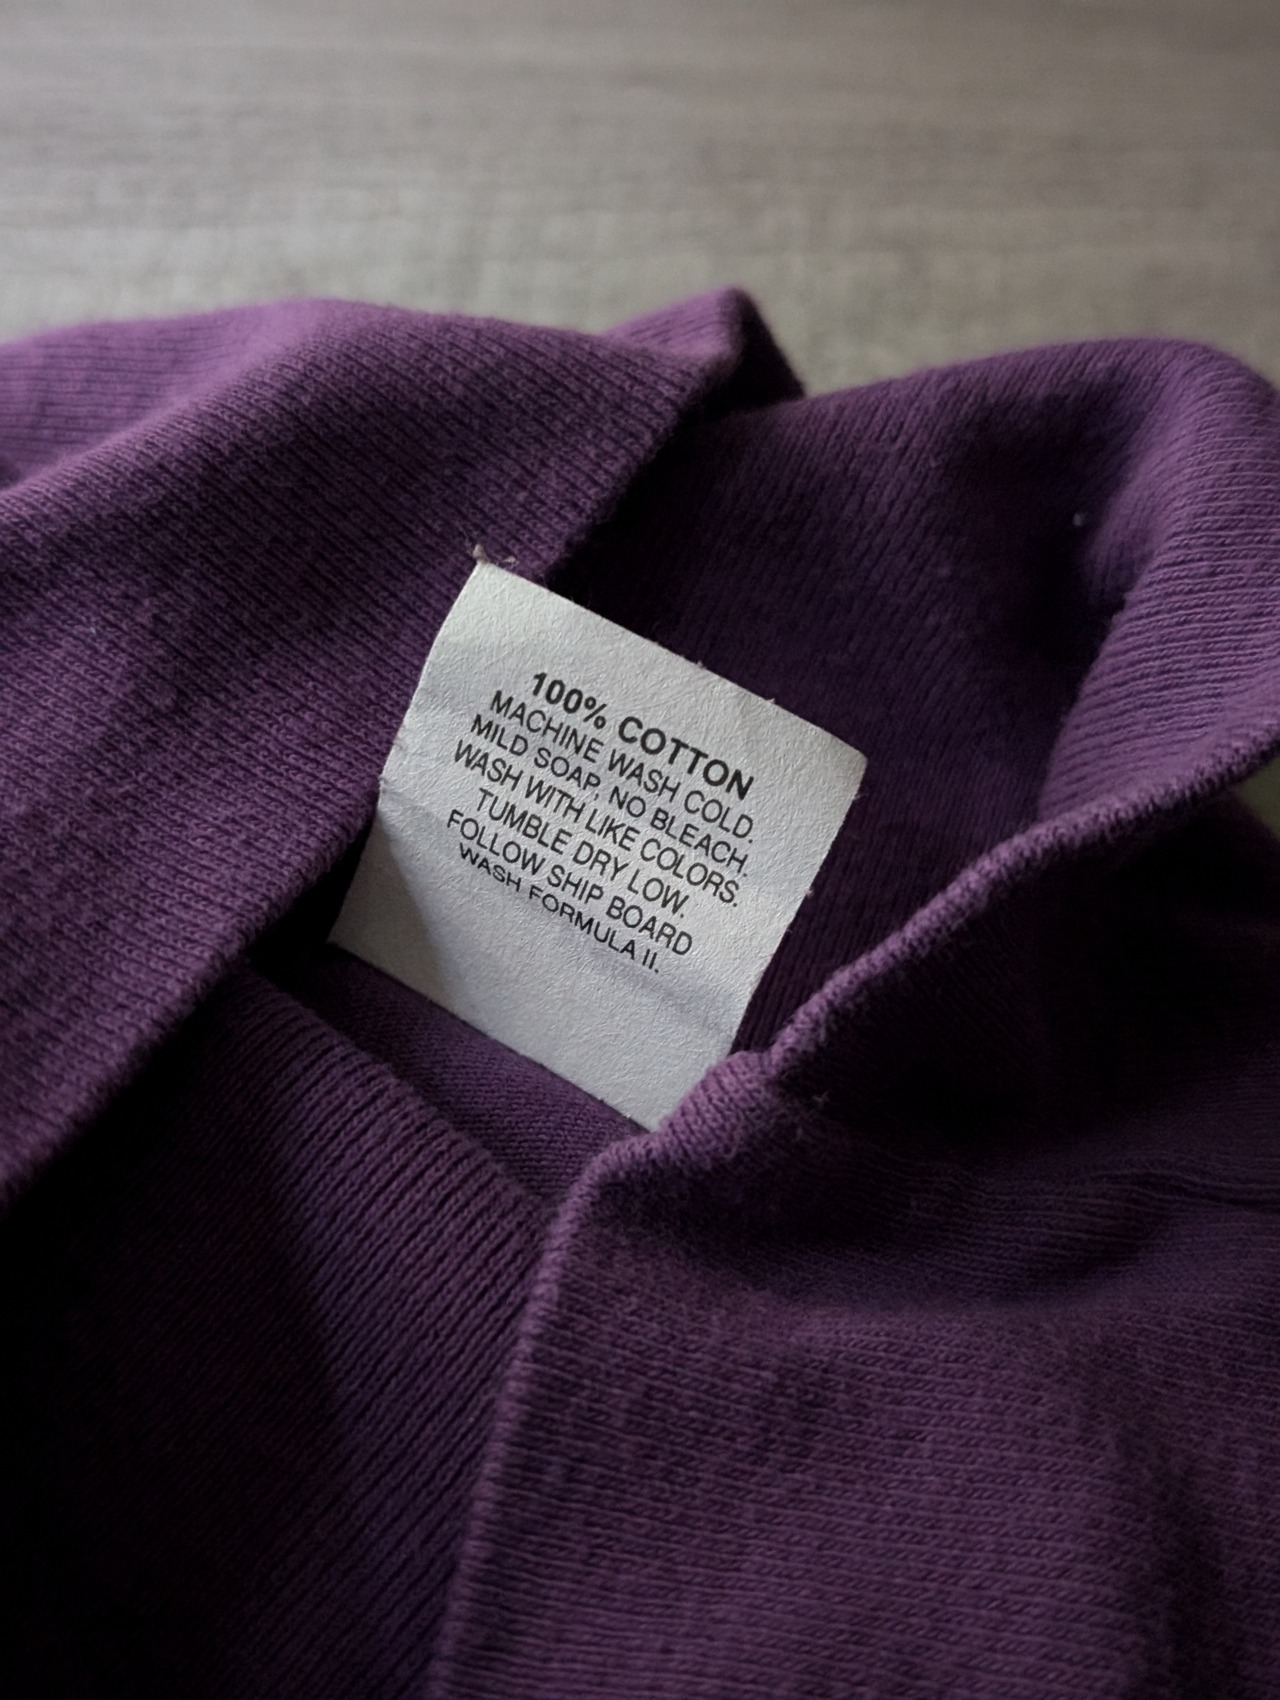 100% COTTON
MACHINE WASH COLD.
MILD SOAP, NO BLEACH.
WASH WITH LIKE COLORS.
TUMBLE DRY LOW.
FOLLOW SHIP BOARD
WASH FORMULA II.